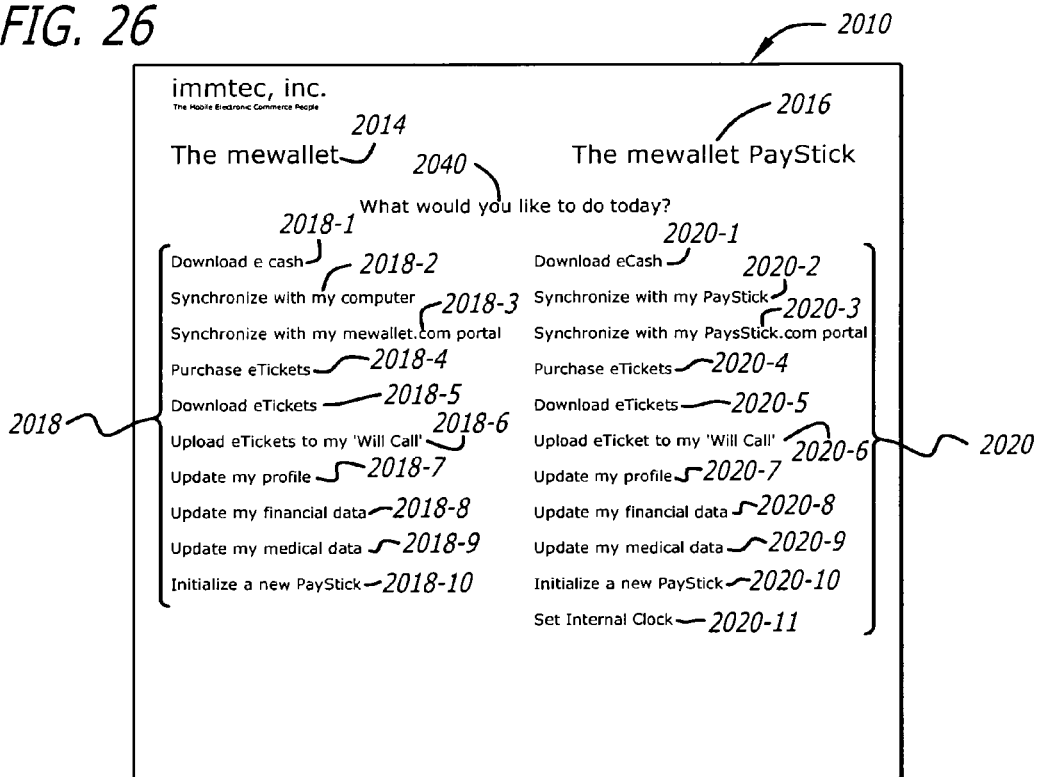 FIG. 26
2010
immtec, inc.
The Mobile Electronic Commerce People
2014
2016
The mewallet
The mewallet PayStick
2040
What would you like to do today?
2018-1
2020-1
Download e cash
2018-2
Download eCash
2020-2
Synchronize with my computer
2018-3
Synchronize with my PayStick
2020-3
Synchronize with my mewallet.com portal
Synchronize with my PaysStick.com portal
Purchase eTickets
2018-4
Purchase eTickets
2020-4
Download eTickets
2018-5
Download eTickets
2020-5
2018
2018-6
Upload eTickets to my 'Will Call'
Upload eTicket to my 'Will Call'
2020-6
2020
Update my profile
2018-7
Update my profile
2020-7
Update my financial data
2018-8
Update my financial data
2020-8
Update my medical data
2018-9
Update my medical data
2020-9
Initialize a new PayStick
2018-10
Initialize a new PayStick
2020-10
Set Internal Clock
2020-11